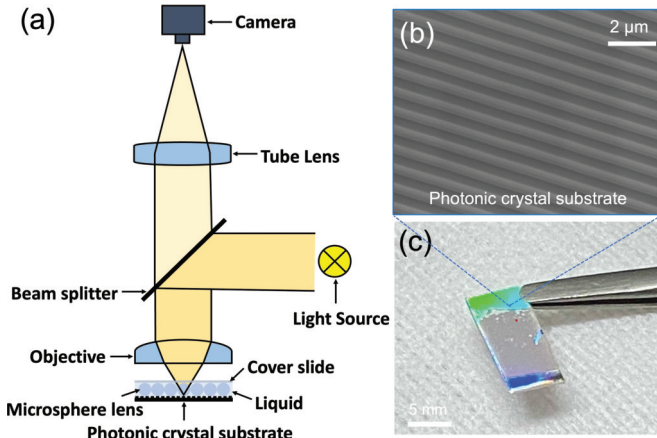 (a)
Camera
Tube Lens
Beam splitter
Light Source
Objective
Cover slide
Microsphere lens
Liquid
Photonic crystal substrate
(b)
2 μm
Photonic crystal substrate
(c)
5 mm